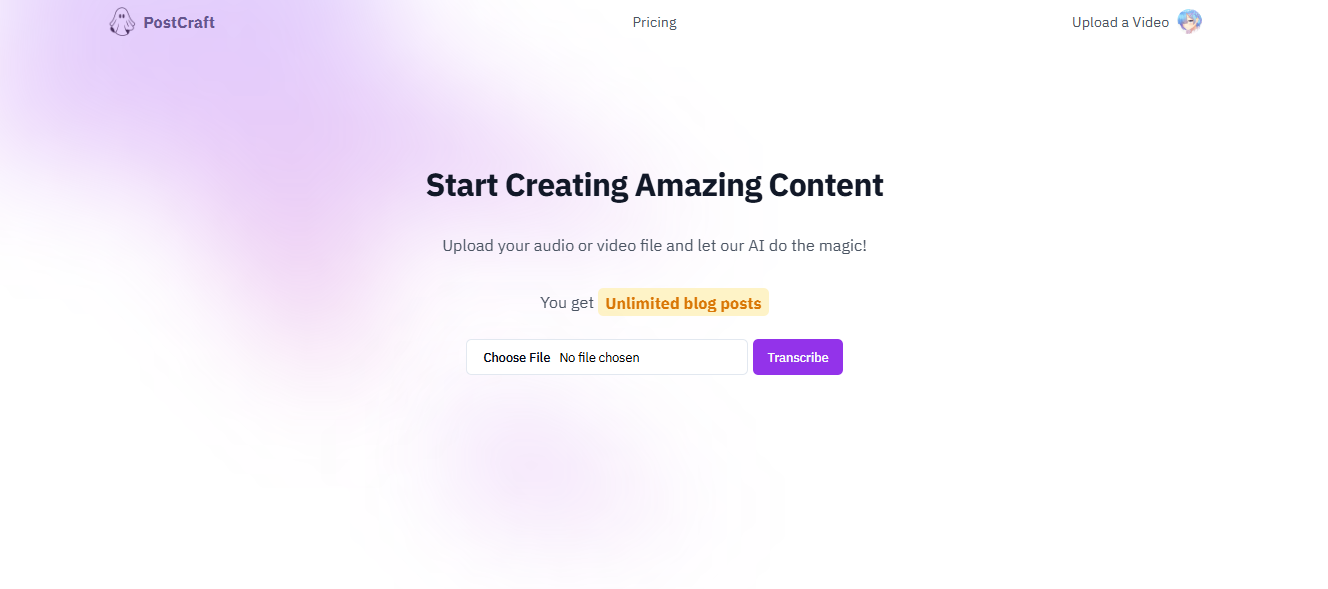 PostCraft Pricing Upload a Video
Start Creating Amazing Content
Upload your audio or video file and let our AI do the magic!
You get Unlimited blog posts
Choose File No file chosen Transcribe